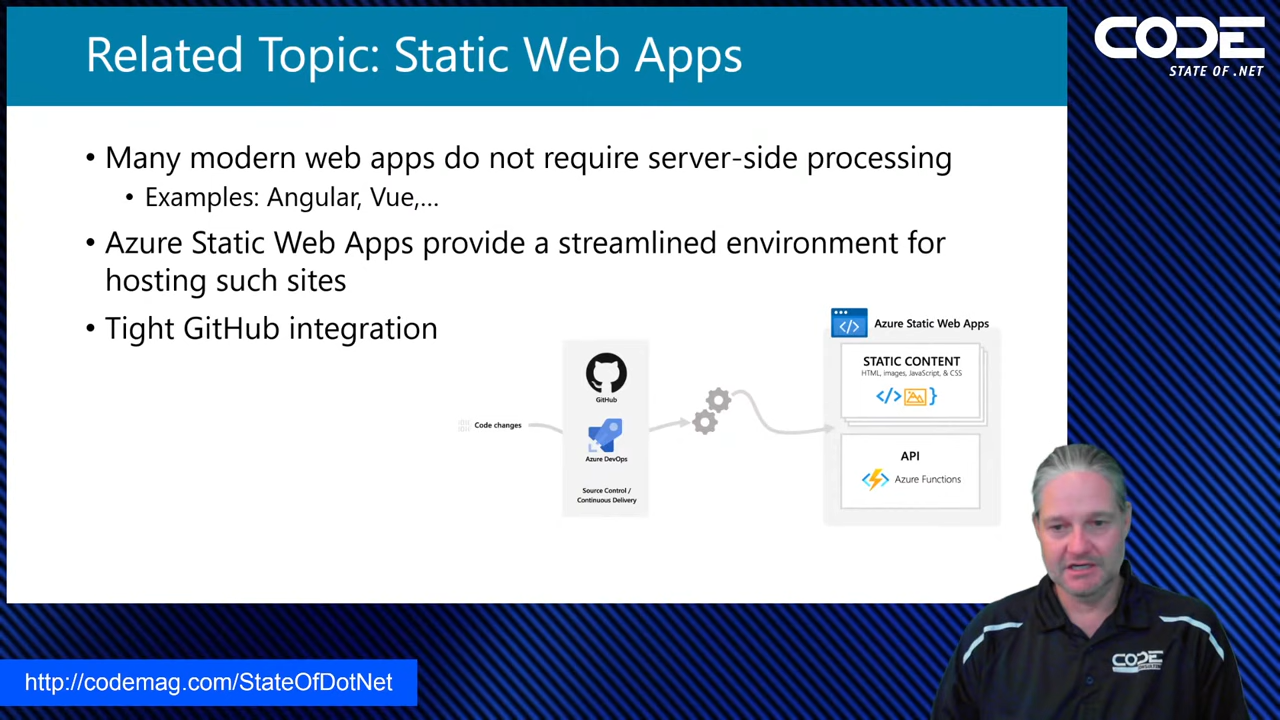 Related Topic: Static Web Apps
CODE
STATE OF .NET
• Many modern web apps do not require server-side processing
• Examples: Angular, Vue,...
• Azure Static Web Apps provide a streamlined environment for
hosting such sites
• Tight GitHub integration
Code changes
GitHub
Azure DevOps
Source Control /
Continuous Delivery
</>
Azure Static Web Apps
STATIC CONTENT
HTML, images, JavaScript, & CSS
</> }
API
Azure Functions
CODE
http://codemag.com/StateOfDotNet